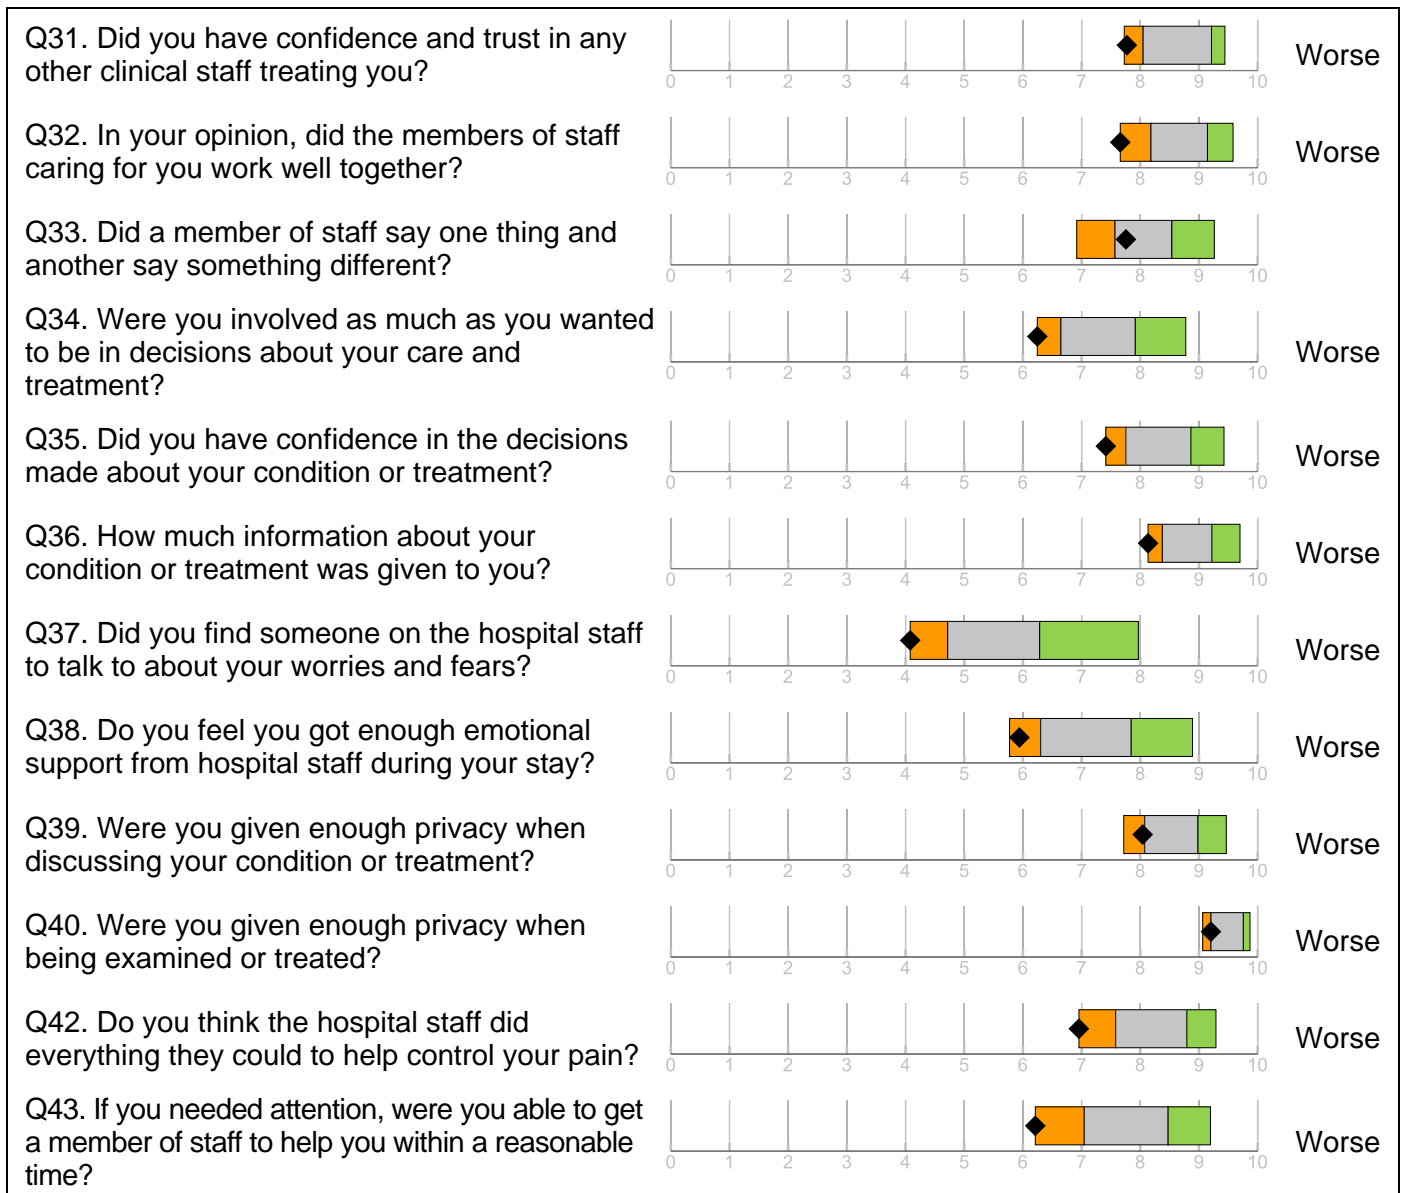 Q31. Did you have confidence and trust in any
other clinical staff treating you?
0 1 2 3 4 5 6 7 8 9 10
Worse
Q32. In your opinion, did the members of staff
caring for you work well together?
0 1 2 3 4 5 6 7 8 9 10
Worse
Q33. Did a member of staff say one thing and
another say something different?
0 1 2 3 4 5 6 7 8 9 10
Q34. Were you involved as much as you wanted
to be in decisions about your care and
treatment?
0 1 2 3 4 5 6 7 8 9 10
Worse
Q35. Did you have confidence in the decisions
made about your condition or treatment?
0 1 2 3 4 5 6 7 8 9 10
Worse
Q36. How much information about your
condition or treatment was given to you?
0 1 2 3 4 5 6 7 8 9 10
Worse
Q37. Did you find someone on the hospital staff
to talk to about your worries and fears?
0 1 2 3 4 5 6 7 8 9 10
Worse
Q38. Do you feel you got enough emotional
support from hospital staff during your stay?
0 1 2 3 4 5 6 7 8 9 10
Worse
Q39. Were you given enough privacy when
discussing your condition or treatment?
0 1 2 3 4 5 6 7 8 9 10
Worse
Q40. Were you given enough privacy when
being examined or treated?
0 1 2 3 4 5 6 7 8 9 10
Worse
Q42. Do you think the hospital staff did
everything they could to help control your pain?
0 1 2 3 4 5 6 7 8 9 10
Worse
Q43. If you needed attention, were you able to get
a member of staff to help you within a reasonable
time?
0 1 2 3 4 5 6 7 8 9 10
Worse